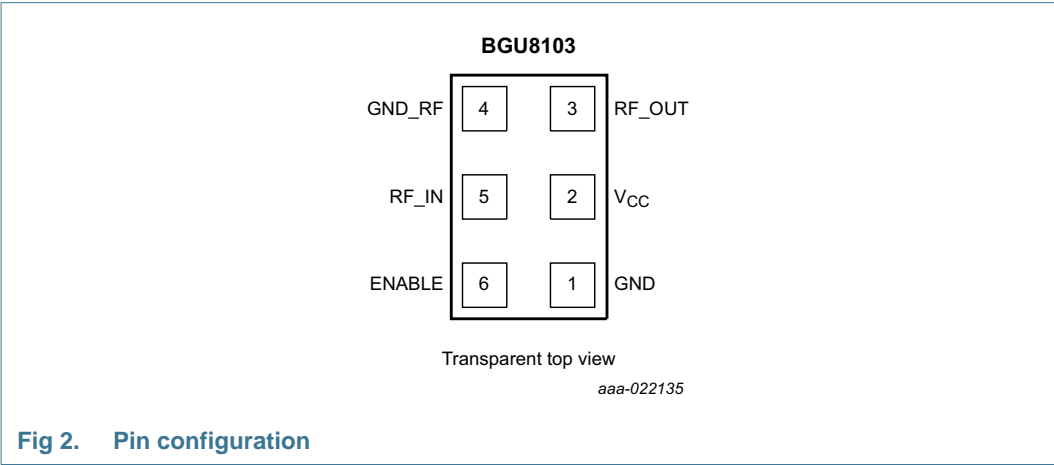 BGU8103
GND_RF 4 3 RF_OUT
RF_IN 5 2 VCC
ENABLE 6 1 GND
Transparent top view
aaa-022135
Fig 2. Pin configuration